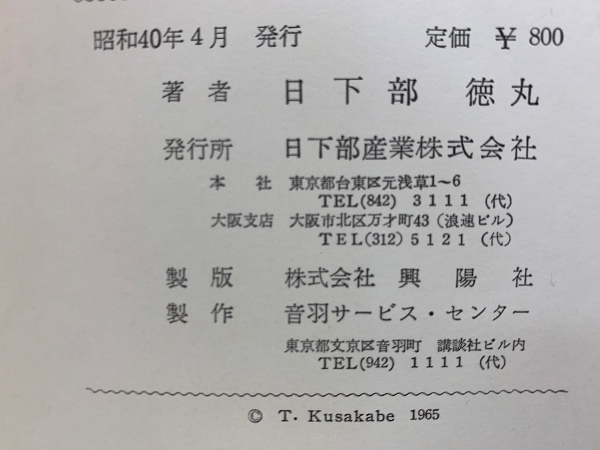 昭和40年4月 発行 定価 ¥ 800
著者 日下部 徳丸
発行所 日下部産業株式会社
本社 東京都台東区元浅草1~6
TEL(842) 3111 (代)
大阪支店 大阪市北区万才町43(浪速ビル)
TEL(312) 5121 (代)
製版 株式会社 興陽社
製作 音羽サービス・センター
東京都文京区音羽町 講談社ビル内
TEL(942) 1111 (代)
© T. Kusakabe 1965